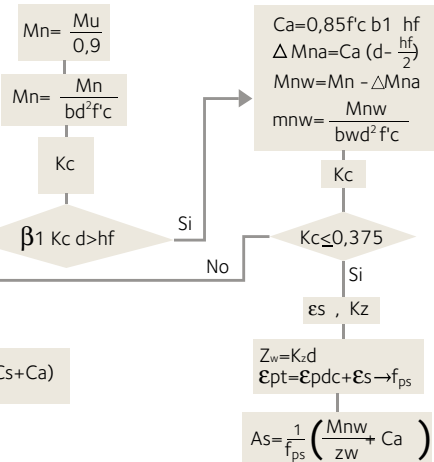 Mn= Mu/0,9
Mn= Mn/bd²f'c
Kc
β1 Kc d>hf
Si
No
Cs+Ca)
Ca=0,85f'c b1 hf
ΔMna=Ca (d- hf/2)
Mnw=Mn -△Mna
mnw= Mnw/bwd² f'c
Kc
Kc≤0,375
Si
εs , Kz
Zw=Kzd
εpt=εpdc+εs→fps
As= 1/fps (Mnw/zw + Ca )